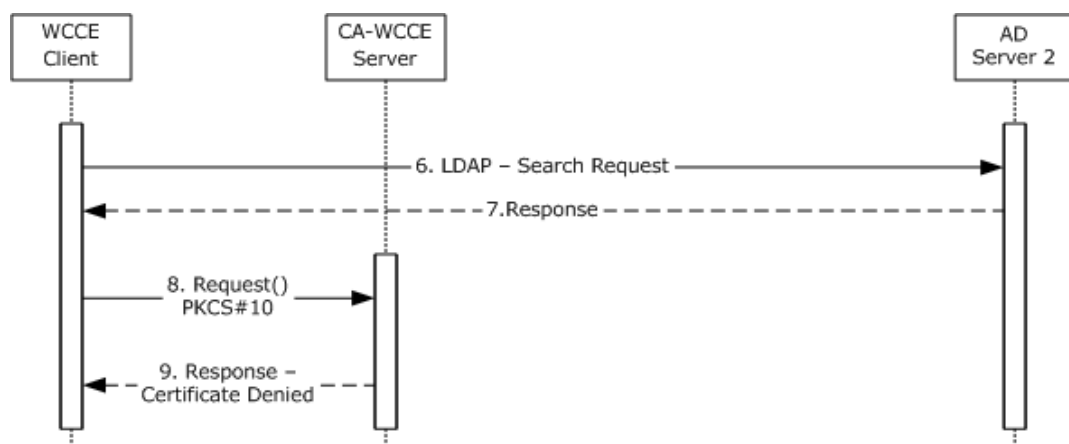 WCCE
Client
CA-WCCE
Server
AD
Server 2
6. LDAP – Search Request
7.Response
8. Request()
PKCS#10
9. Response –
Certificate Denied